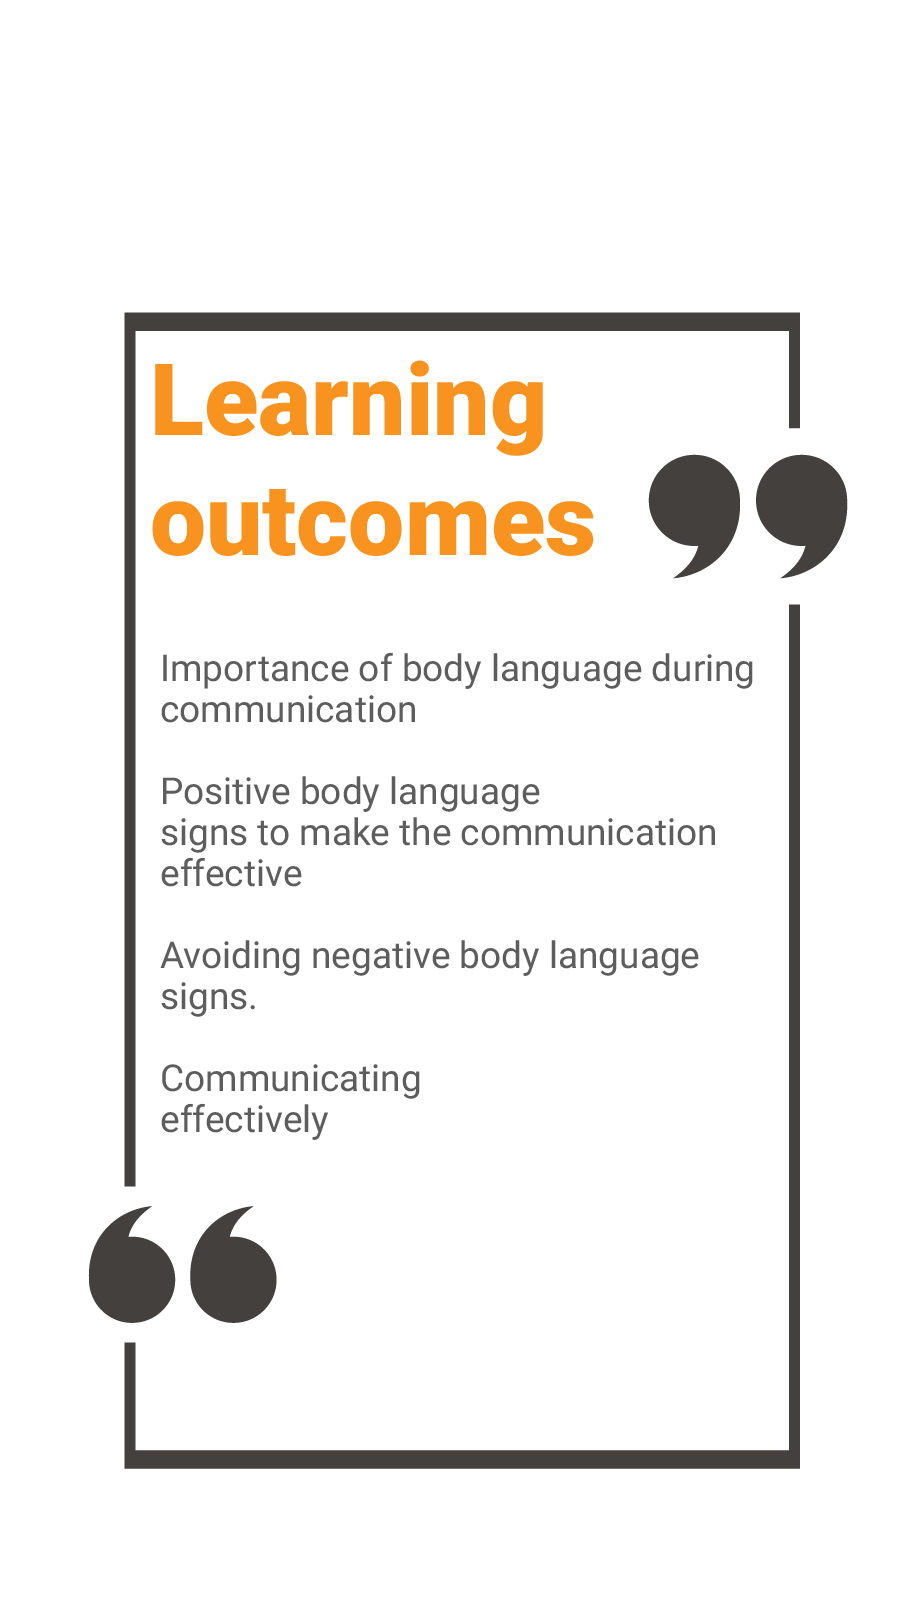 Learning
outcomes
Importance of body language during
communication
Positive body language
signs to make the communication
effective
Avoiding negative body language
signs.
Communicating
effectively